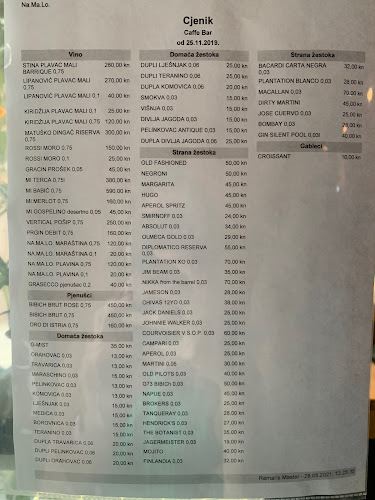 Na.Ma.Lo.
Cjenik
Caffe Bar
od 25.11.2019.
Vino
STINA PLAVAC MALI BARRIQUE 0,75 260,00 kn
LIPANOVIĆ PLAVAC MALI 0,75 270,00 kn
LIPANOVIĆ PLAVAC MALI 0,1 40,00 kn
KIRIDŽIJA PLAVAC MALI 0,1 25,00 kn
KIRIDŽIJA PLAVAC MALI 0,75 120,00 kn
MATUŠKO DINGAČ RISERVA 0,75 300,00 kn
ROSSI MORO 0,75 150,00 kn
ROSSI MORO 0,1 25,00 kn
GRACIN PROŠEK 0,05 45,00 kn
MI TERCA 0,75l 380,00 kn
MI BABIĆ 0,75 590,00 kn
MI MERLOT 0,75 160,00 kn
MI GOSPELINO desertno 0,05 45,00 kn
VERTICAL POŠIP 0,75 250,00 kn
PRGIN DEBIT 0,75 160,00 kn
NA.MA.LO. MARAŠTINA 0,75 120,00 kn
NA.MA.LO. MARAŠTINA 0,1 20,00 kn
NA.MA.LO. PLAVINA 0,75 120,00 kn
NA.MA.LO. PLAVINA 0,1 20,00 kn
GRASECCO pjenušac 0,2 40,00 kn
Pjenušci
BIBICH BRUT ROSE 0,75 450,00 kn
BIBICH BRUT 0,75 450,00 kn
ORO DI ISTRIA 0,75 160,00 kn
Domaća žestoka
G-MIST 35,00 kn
ORAHOVAC 0,03 13,00 kn
TRAVARICA 0,03 13,00 kn
MARASCHINO 0,03 15,00 kn
PELINKOVAC 0,03 13,00 kn
KOMOVICA 0,03 13,00 kn
LJEŠNJAK 0,03 15,00 kn
MEDICA 0,03 15,00 kn
BOROVNICA 0,03 15,00 kn
TERANINO 0,03 15,00 kn
DUPLA TRAVARICA 0,06 20,00 kn
DUPLI PELINKOVAC 0,06 20,00 kn
DUPLI ORAHOVAC 0,06 20,00 kn
Domaća žestoka
DUPLI LJEŠNJAK 0,06 25,00 kn
DUPLI TERANINO 0,06 25,00 kn
DUPLA KOMOVICA 0,06 20,00 kn
SMOKVA 0,03 15,00 kn
VIŠNJA 0,03 15,00 kn
DIVLJA JAGODA 0,03 15,00 kn
PELINKOVAC ANTIQUE 0,03 15,00 kn
DUPLA DIVLJA JAGODA 0,06 25,00 kn
Strana žestoka
OLD FASHIONED 50,00 kn
NEGRONI 50,00 kn
MARGARITA 45,00 kn
HUGO 45,00 kn
APEROL SPRITZ 45,00 kn
SMIRNOFF 0,03 24,00 kn
ABSOLUT 0,03 34,00 kn
OLMECA GOLD 0,03 29,00 kn
DIPLOMATICO RESERVA 0,03 55,00 kn
PLANTATION XO 0,03 70,00 kn
JIM BEAM 0,03 35,00 kn
NIKKA from the barrel 0,03 70,00 kn
JAMESON 0,03 28,00 kn
CHIVAS 12YO 0,03 38,00 kn
JACK DANIELS 0,03 25,00 kn
JOHNNIE WALKER 0,03 25,00 kn
COURVOISIER V.S.O.P. 0,03 60,00 kn
CAMPARI 0,03 25,00 kn
APEROL 0,03 25,00 kn
MARTINI 0,05 20,00 kn
OLD PILOTS 0,03 25,00 kn
073 BIBICH 0,03 40,00 kn
NAPUE 0,03 45,00 kn
BROKERS 0,03 25,00 kn
TANQUERAY 0,03 28,00 kn
HENDRICK'S 0,03 27,00 kn
THE BOTANIST 0,03 40,00 kn
JAGERMEISTER 0,03 19,00 kn
MOJITO 40,00 kn
FINLANDIA 0,03 32,00 kn
Strana žestoka
BACARDI CARTA NEGRA 0,03 32,00 kn
PLANTATION BLANCO 0,03 28,00 kn
MACALLAN 0,03 70,00 kn
DIRTY MARTINI 45,00 kn
JOSE CUERVO 0,03 25,00 kn
BOMBAY 0,03 25,00 kn
GIN SILENT POOL 0,03l 40,00 kn
Gableci
CROISSANT 10,00 kn
Remaris Master